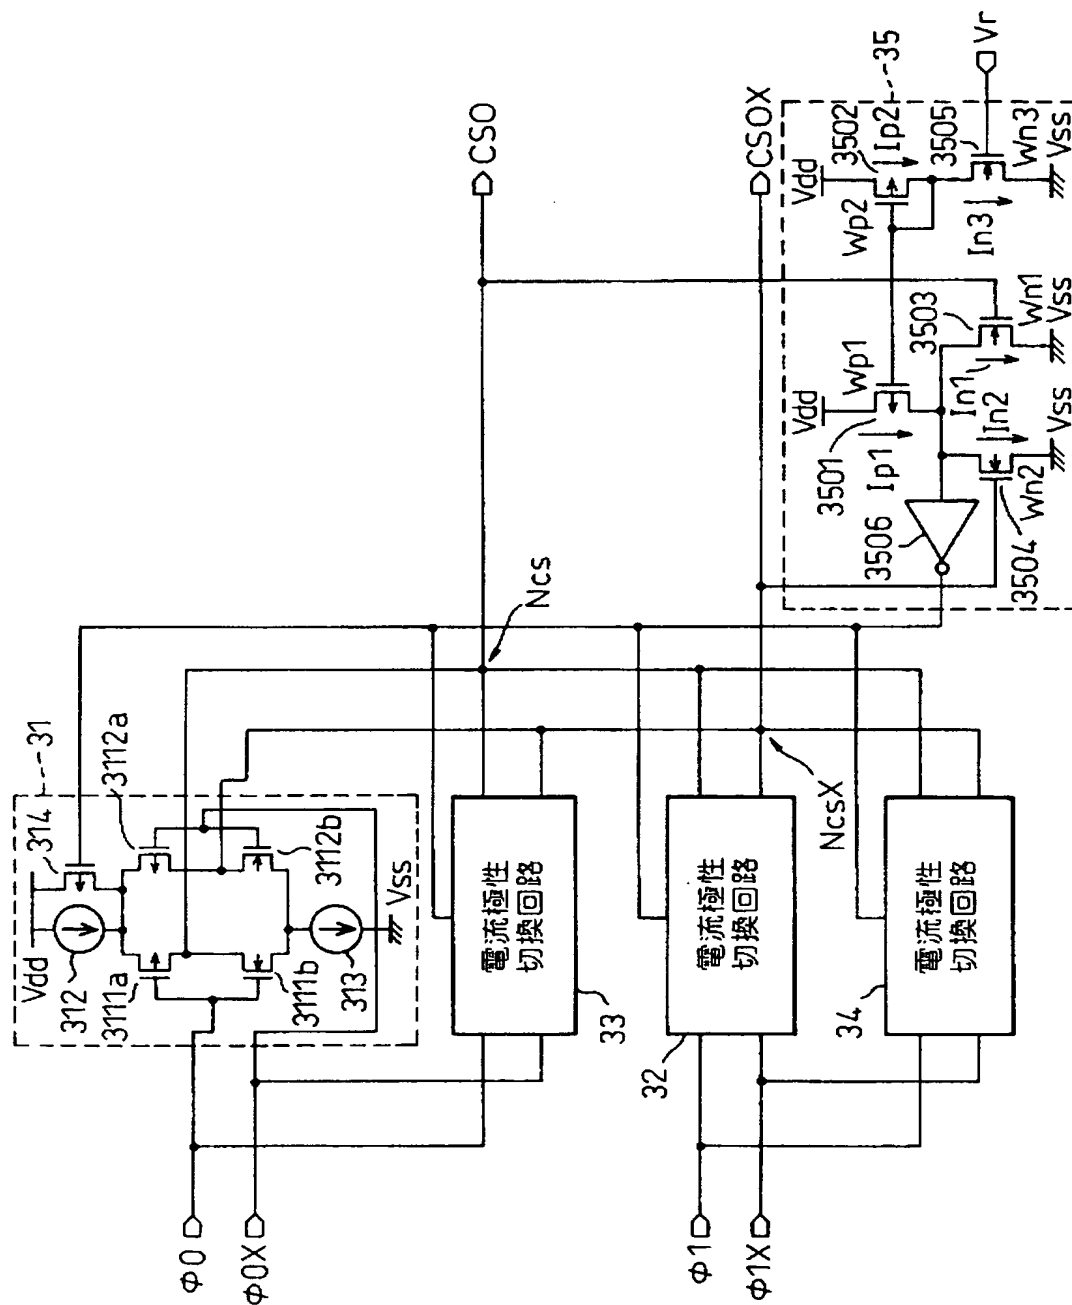 31
Vdd
314
312
3112a
3111a
3112b
3111b
313
Vss
φ0
φ0X
電流極性
切換回路
33
Ncs
CSO
電流極性
切換回路
32
NcsX
φ1
φ1X
電流極性
切換回路
34
CSOX
35
Vdd
Vdd
3502
Ip2
Wp2
Wp1
3501
Ip1
3506
3505
Vr
In3
Wn3
Vss
3503
Wn1
In1
Vss
In2
Vss
Wn2
3504